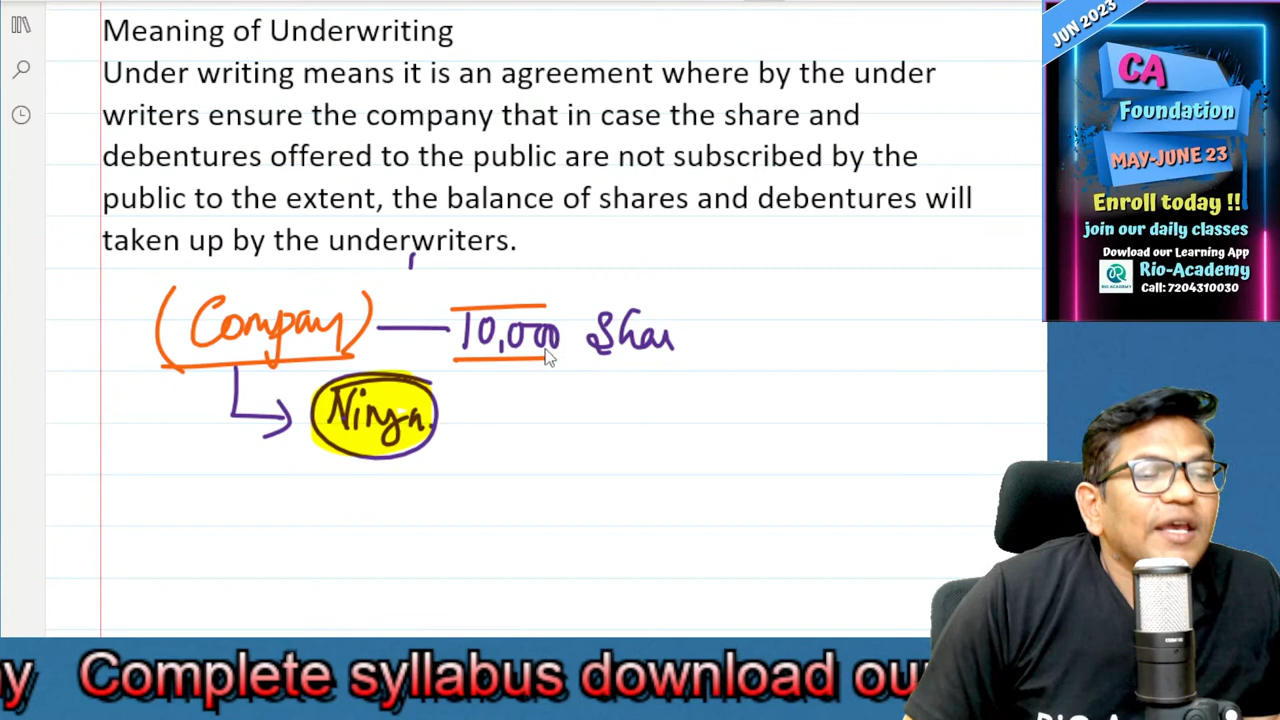 Meaning of Underwriting
Under writing means it is an agreement where by the under
writers ensure the company that in case the share and
debentures offered to the public are not subscribed by the
public to the extent, the balance of shares and debentures will
taken up by the underwriters.
(Company) — 10,000 Shar
JUN 2023
CA
Foundation
MAY-JUNE 23
Enroll today !!
join our daily classes
Dowload our Learning App
Rio-Academy
RIO ACADEMY
Call: 7204310030
Complete syllabus download our